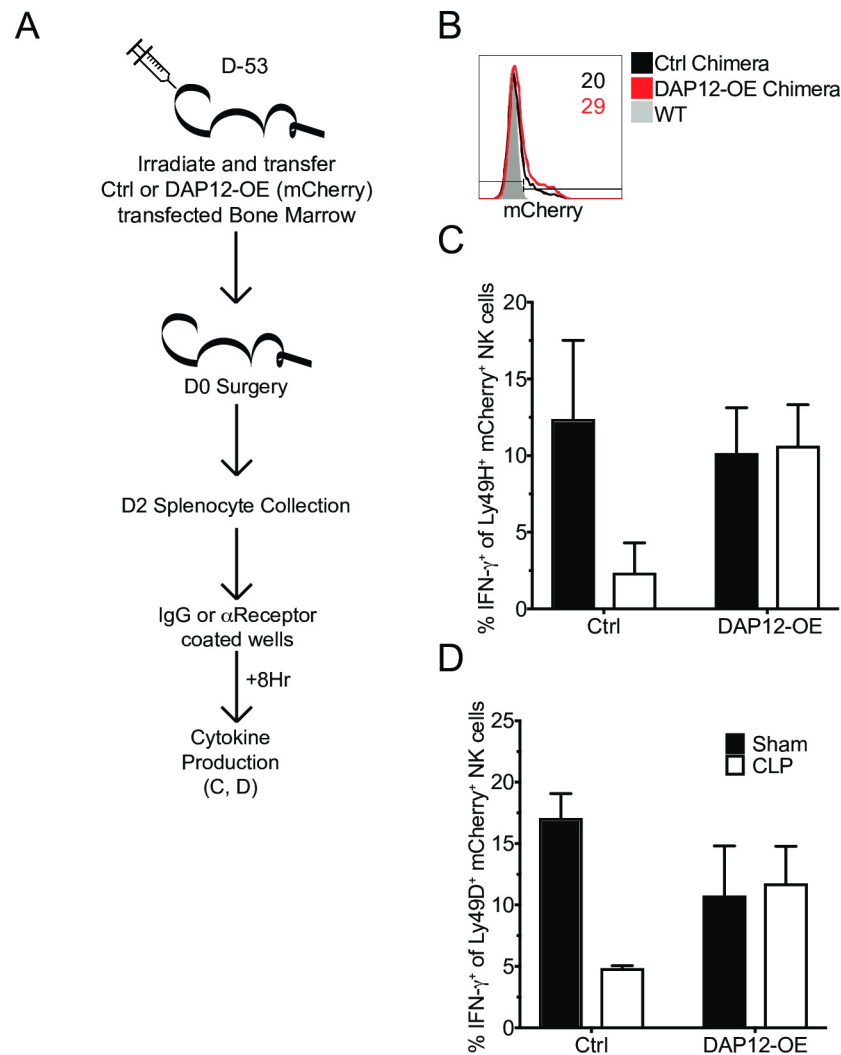 A
D-53
Irradiate and transfer
Ctrl or DAP12-OE (mCherry)
transfected Bone Marrow
D0 Surgery
D2 Splenocyte Collection
IgG or αReceptor
coated wells
+8Hr
Cytokine
Production
(C, D)
B
20
29
mCherry
Ctrl Chimera
DAP12-OE Chimera
WT
C
% IFN-γ⁺ of Ly49H⁺ mCherry⁺ NK cells
20
15
10
5
0
Ctrl
DAP12-OE
D
% IFN-γ⁺ of Ly49D⁺ mCherry⁺ NK cells
25
20
15
10
5
0
Sham
CLP
Ctrl
DAP12-OE